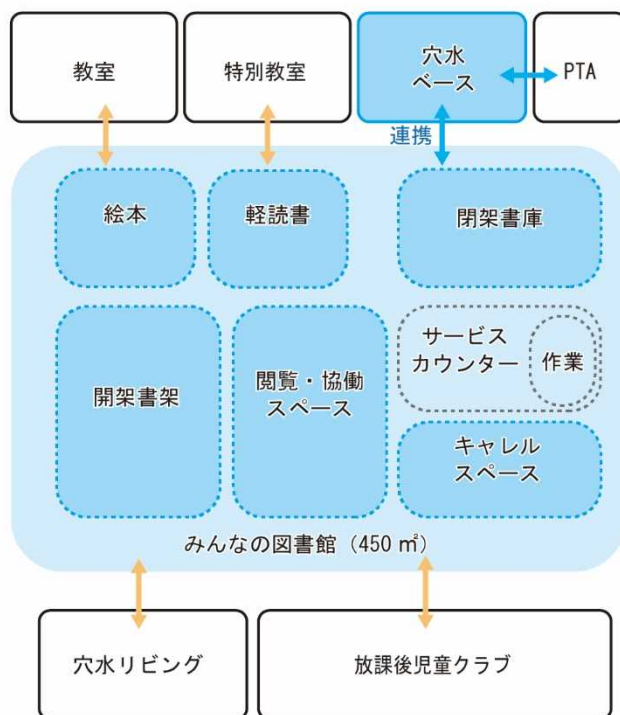 教室
特別教室
穴水
ベース
PTA
連携
絵本
軽読書
閉架書庫
開架書架
閲覧・協働
スペース
サービス
カウンター
作業
キャレル
スペース
みんなの図書館（450 ㎡）
穴水リビング
放課後児童クラブ